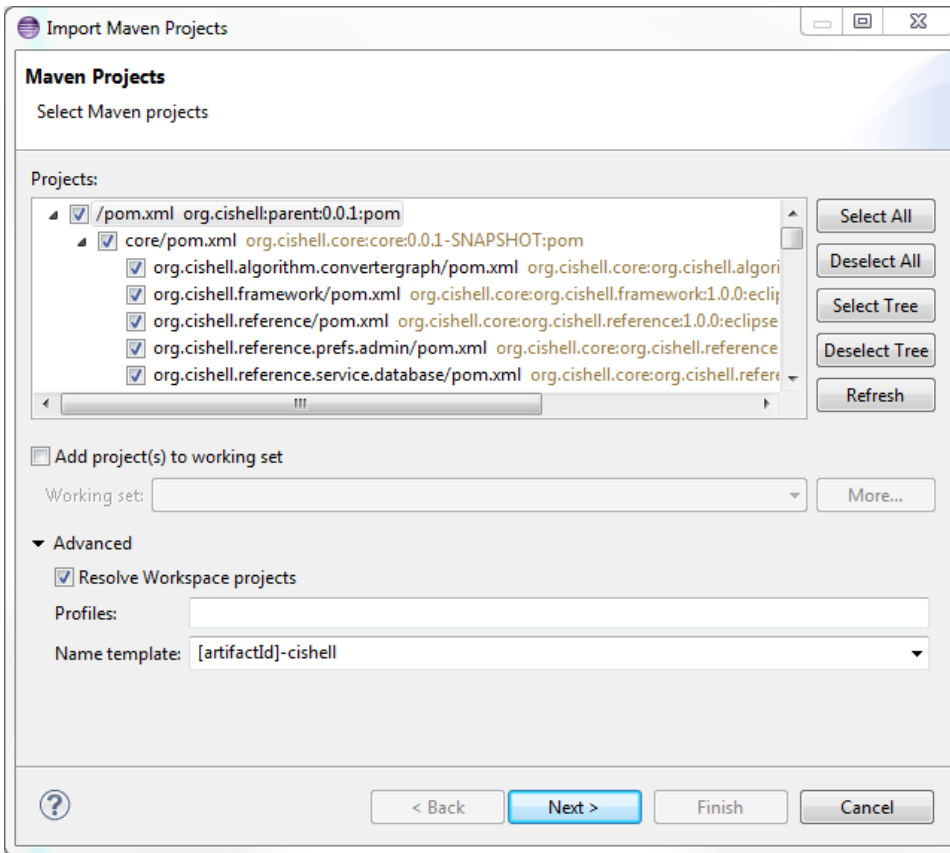 Import Maven Projects
Maven Projects
Select Maven projects
Projects:
/pom.xml org.cishell:parent:0.0.1:pom
core/pom.xml org.cishell.core:core:0.0.1-SNAPSHOT:pom
org.cishell.algorithm.convertergraph/pom.xml org.cishell.core:org.cishell.algori
org.cishell.framework/pom.xml org.cishell.core:org.cishell.framework:1.0.0:eclip
org.cishell.reference/pom.xml org.cishell.core:org.cishell.reference:1.0.0:eclipse
org.cishell.reference.prefs.admin/pom.xml org.cishell.core:org.cishell.reference
org.cishell.reference.service.database/pom.xml org.cishell.core:org.cishell.refere
Select All
Deselect All
Select Tree
Deselect Tree
Refresh
Add project(s) to working set
Working set:
More...
Advanced
Resolve Workspace projects
Profiles:
Name template: [artifactId]-cishell
? < Back Next > Finish Cancel